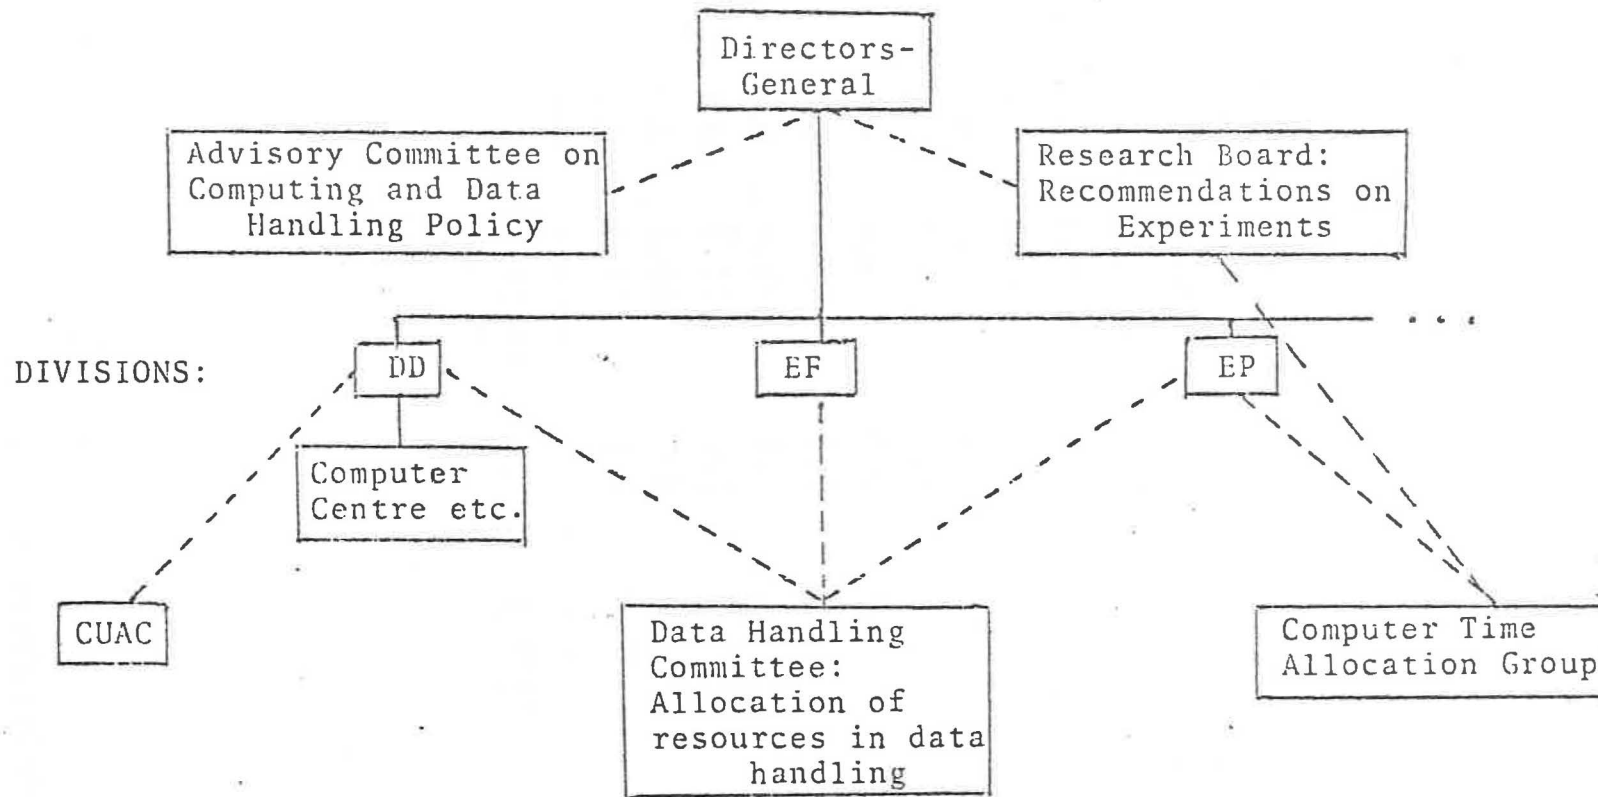 Directors-
General
Advisory Committee on
Computing and Data
Handling Policy
Research Board:
Recommendations on
Experiments
. . .
DIVISIONS:
DD
EF
EP
Computer
Centre etc.
CUAC
Data Handling
Committee:
Allocation of
resources in data
handling
Computer Time
Allocation Group